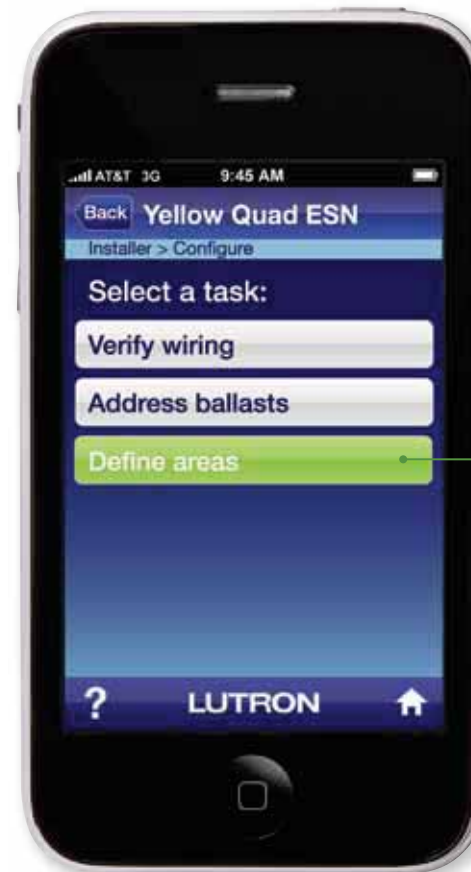 AT&T 3G 9:45 AM
Back Yellow Quad ESN
Installer > Configure
Select a task:
Verify wiring
Address ballasts
Define areas
? LUTRON